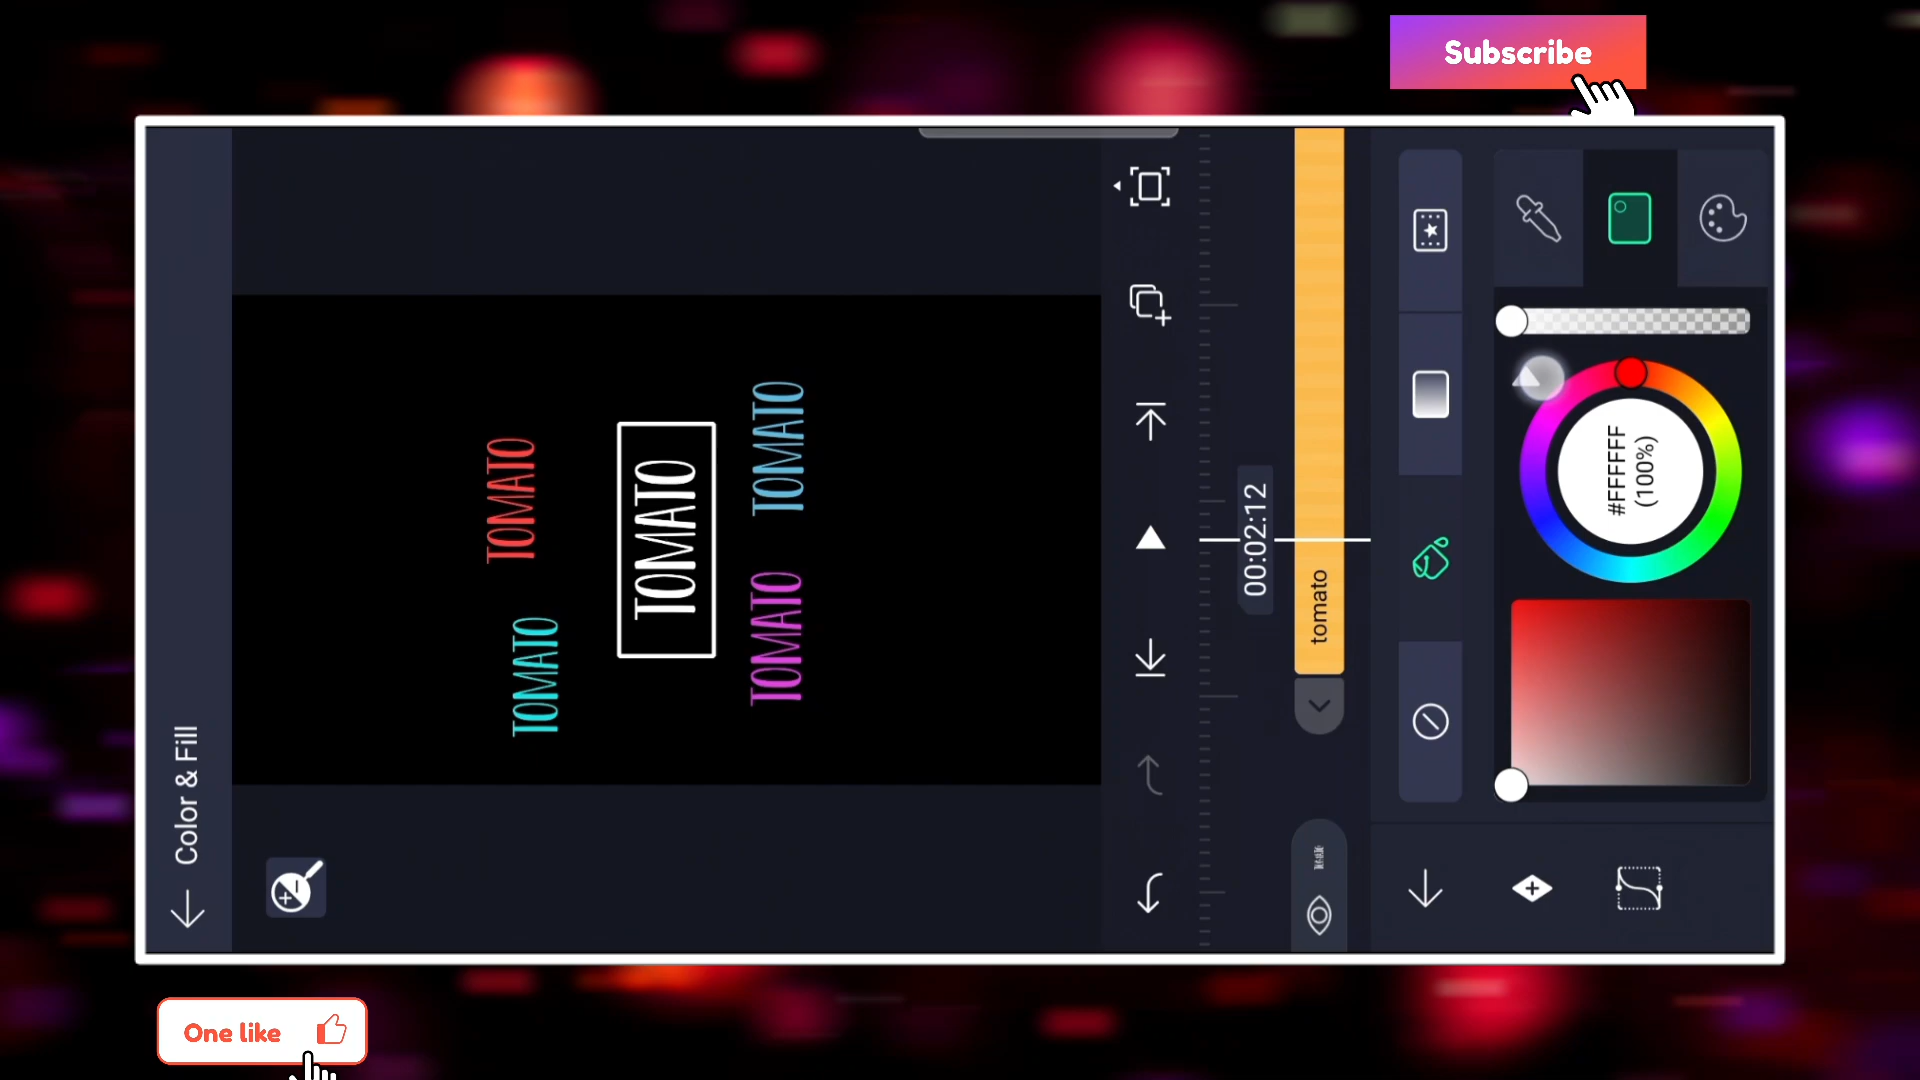 Subscribe
Color & Fill
TOMATO
TOMATO
TOMATO
TOMATO
TOMATO
00:02:12
tomato
#FFFFFF
(100%)
One like